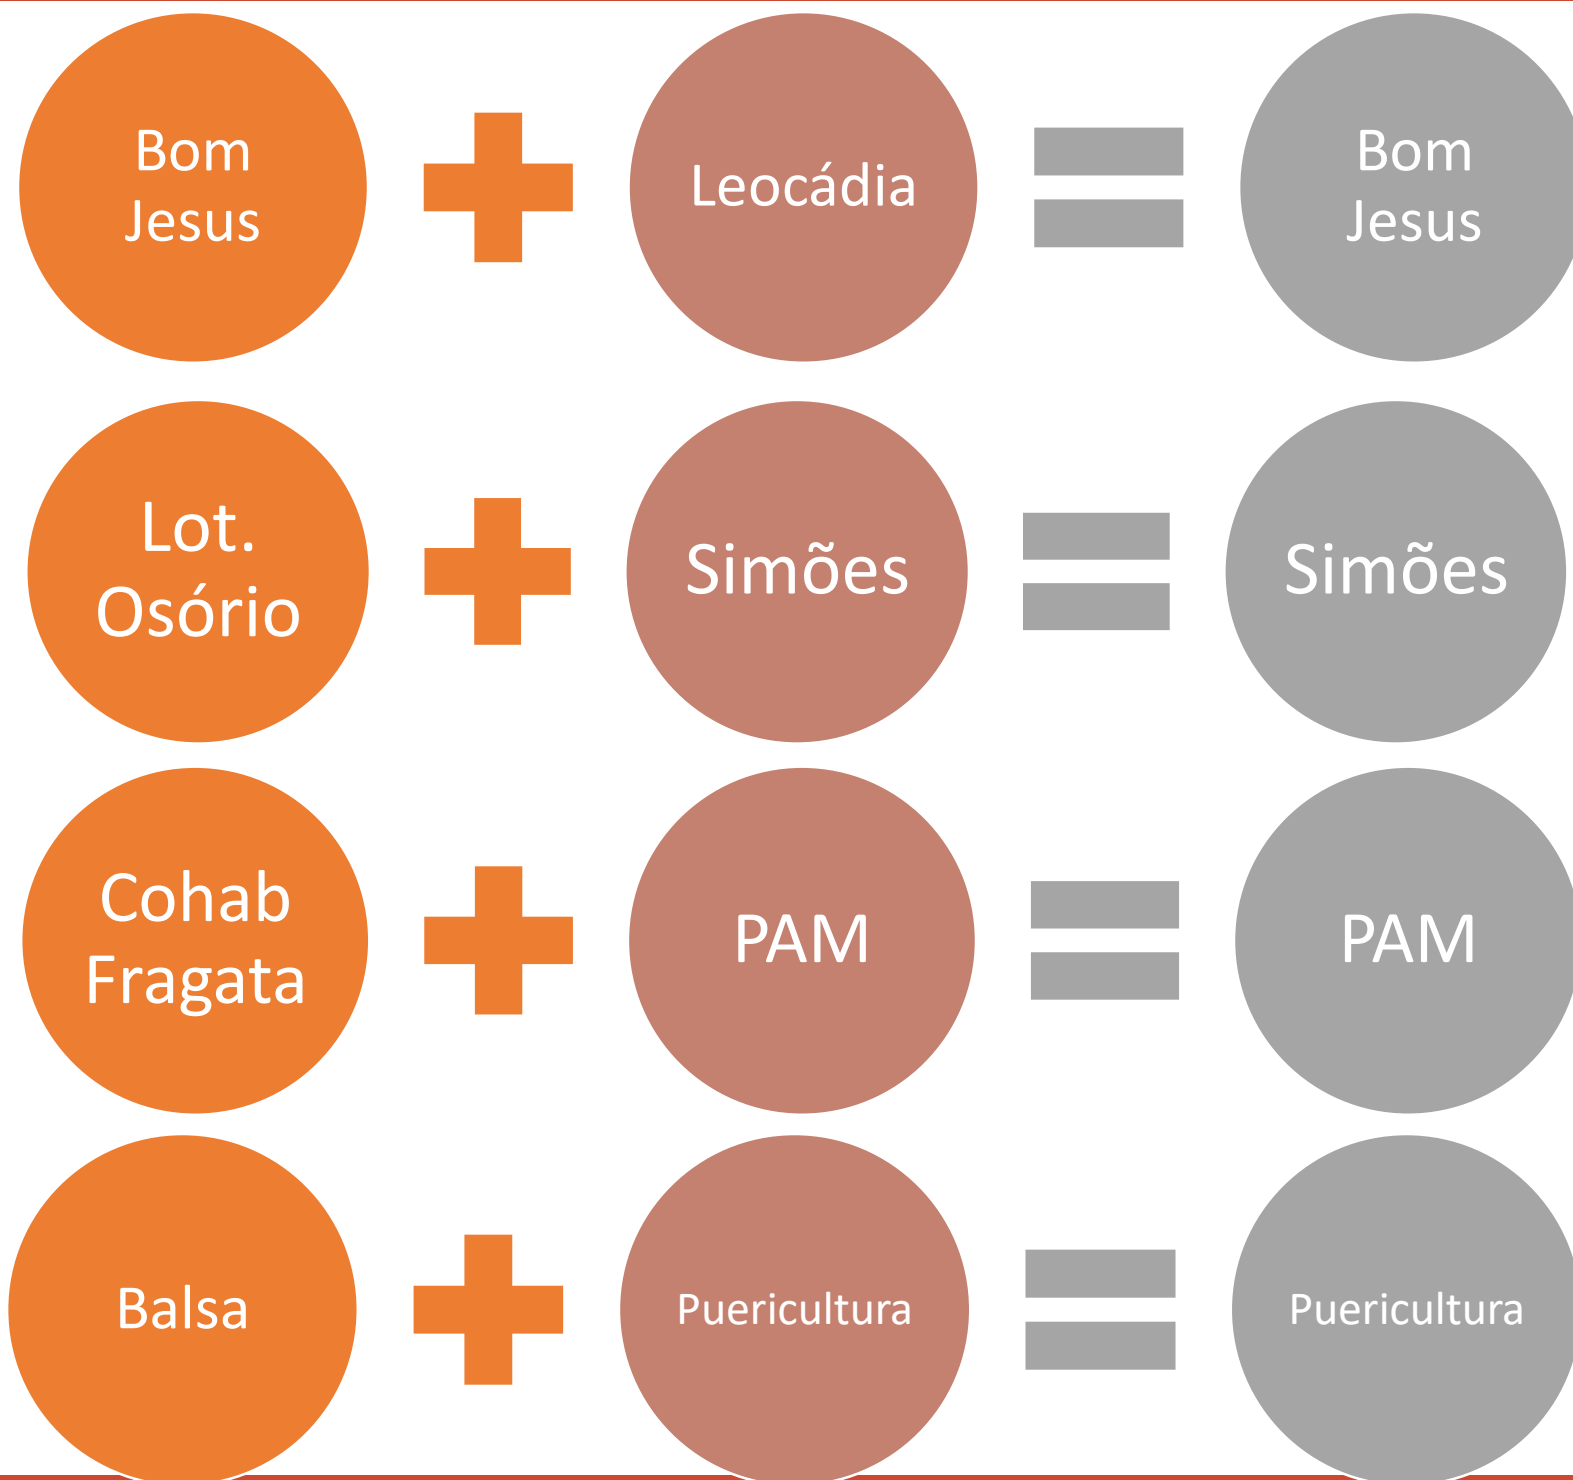 Bom
Jesus
Leocádia
Bom
Jesus
Lot.
Osório
Simões
Simões
Cohab
Fragata
PAM
PAM
Balsa
Puericultura
Puericultura